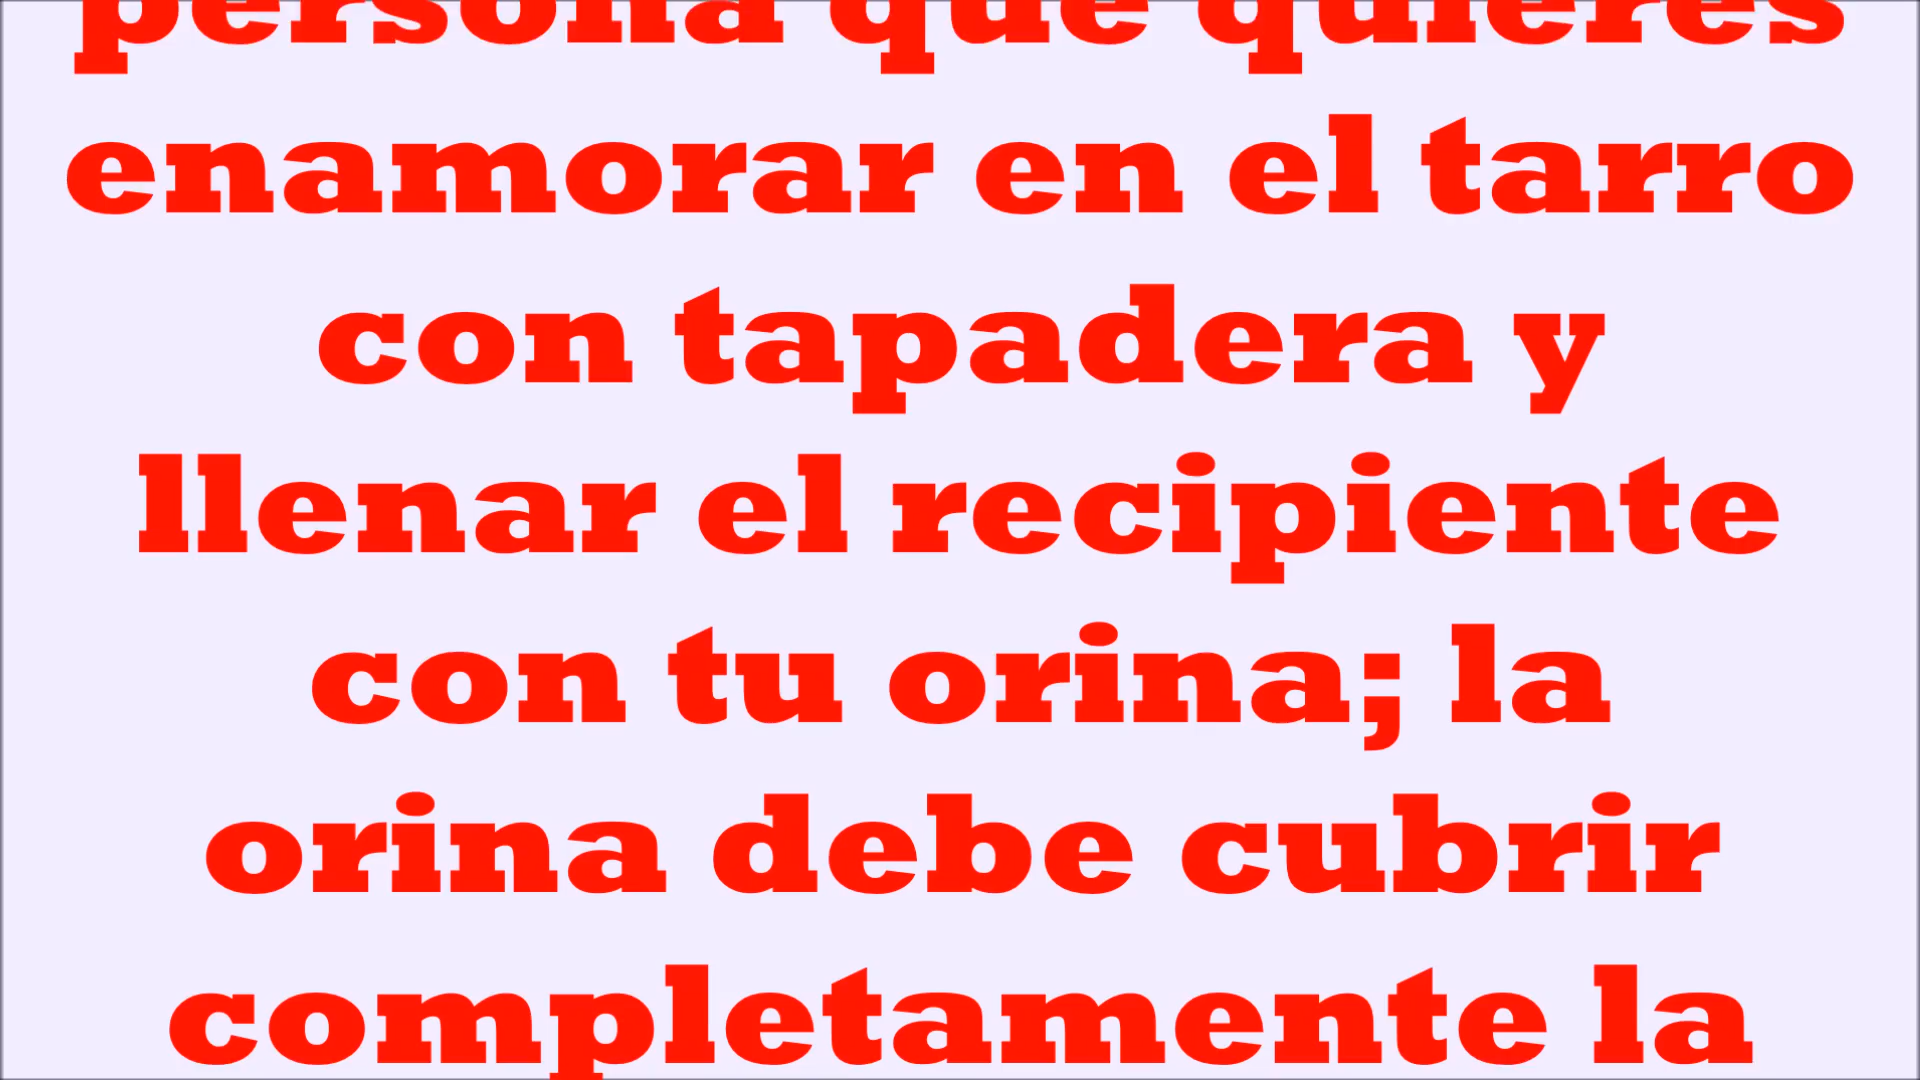 persona que quieres
enamorar en el tarro
con tapadera y
llenar el recipiente
con tu orina; la
orina debe cubrir
completamente la